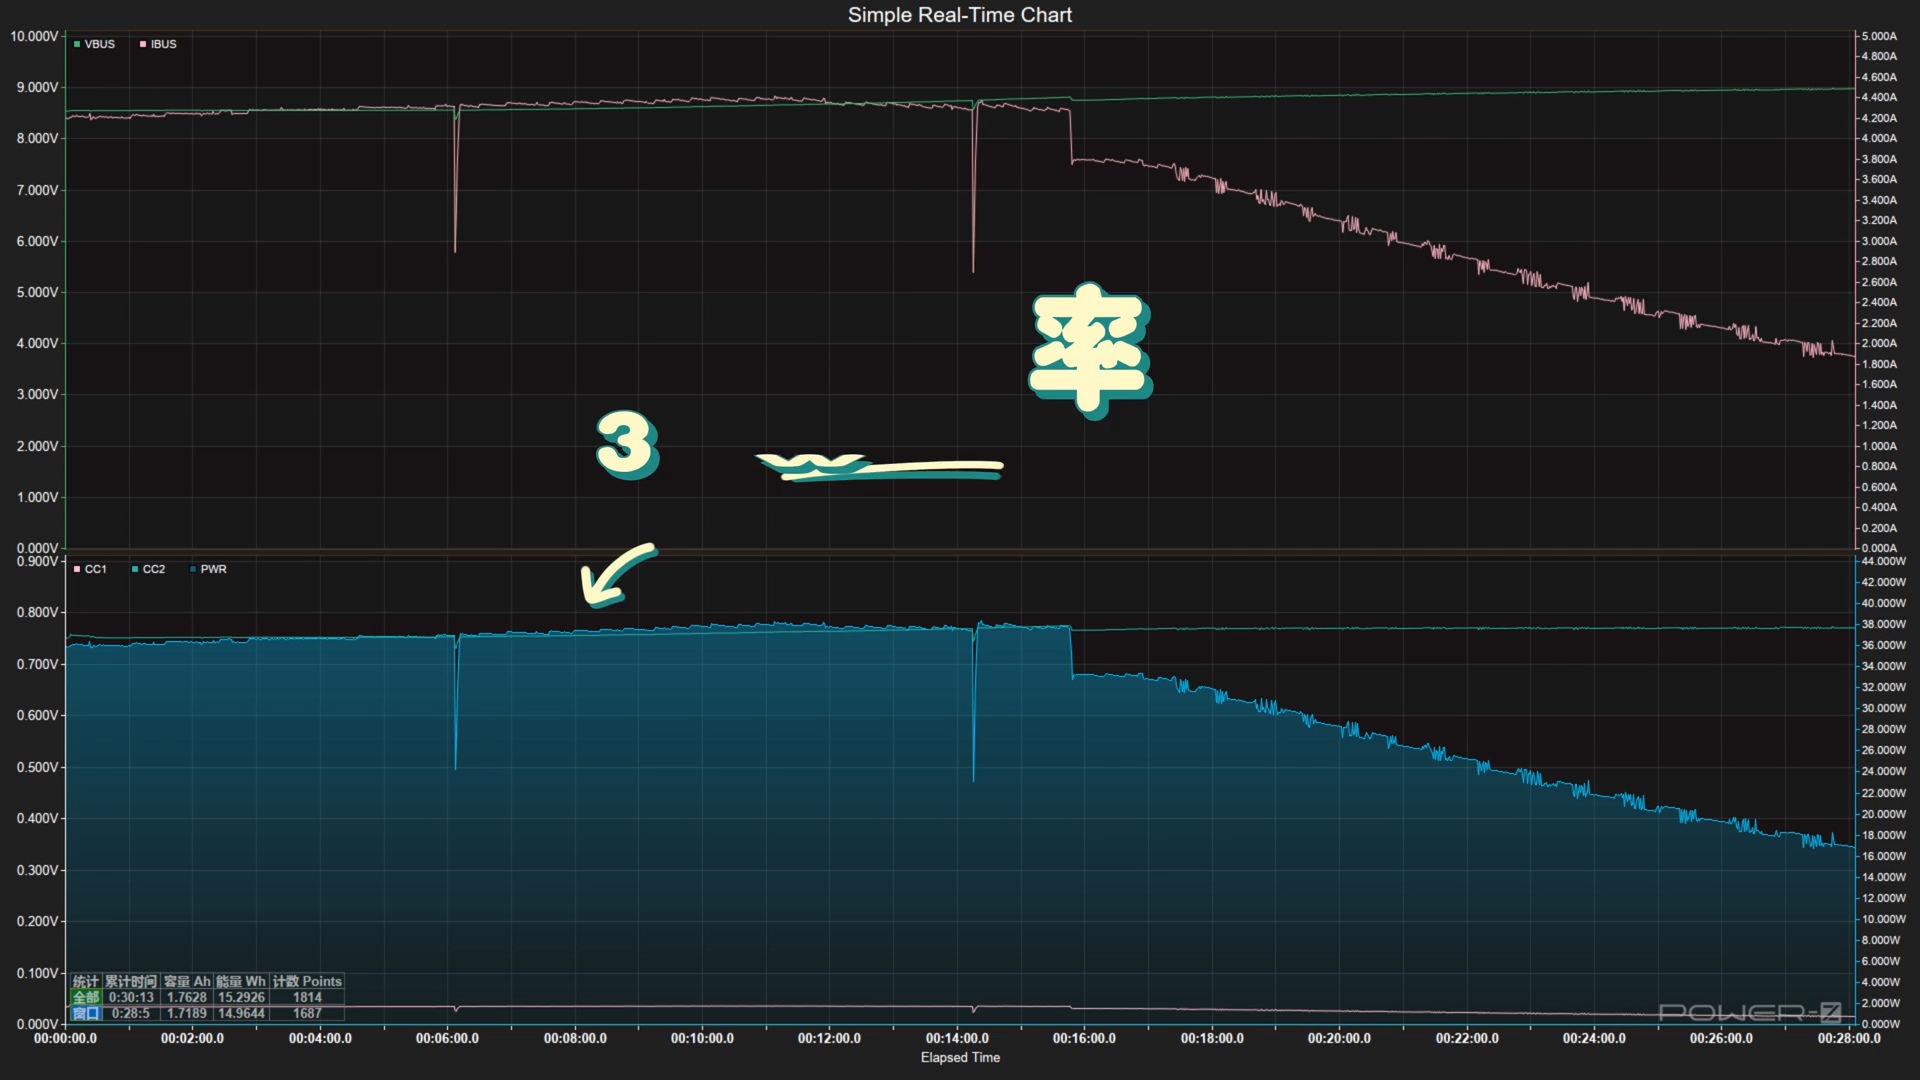 Simple Real-Time Chart
VBUS IBUS
10.000V
9.000V
8.000V
7.000V
6.000V
5.000V
4.000V
3.000V
2.000V
1.000V
0.000V
5.000A
4.800A
4.600A
4.400A
4.200A
4.000A
3.800A
3.600A
3.400A
3.200A
3.000A
2.800A
2.600A
2.400A
2.200A
2.000A
1.800A
1.600A
1.400A
1.200A
1.000A
0.800A
0.600A
0.400A
0.200A
0.000A
3
率
CC1 CC2 PWR
0.900V
0.800V
0.700V
0.600V
0.500V
0.400V
0.300V
0.200V
0.100V
0.000V
44.000W
42.000W
40.000W
38.000W
36.000W
34.000W
32.000W
30.000W
28.000W
26.000W
24.000W
22.000W
20.000W
18.000W
16.000W
14.000W
12.000W
10.000W
8.000W
6.000W
4.000W
2.000W
0.000W
统计 累计时间 容量 Ah 能量 Wh 计数 Points
全部 0:30:13 1.7628 15.2926 1814
窗口 0:28:5 1.7189 14.9644 1687
POWER-Z
00:00:00.0 00:02:00.0 00:04:00.0 00:06:00.0 00:08:00.0 00:10:00.0 00:12:00.0 00:14:00.0 00:16:00.0 00:18:00.0 00:20:00.0 00:22:00.0 00:24:00.0 00:26:00.0 00:28:00.0
Elapsed Time